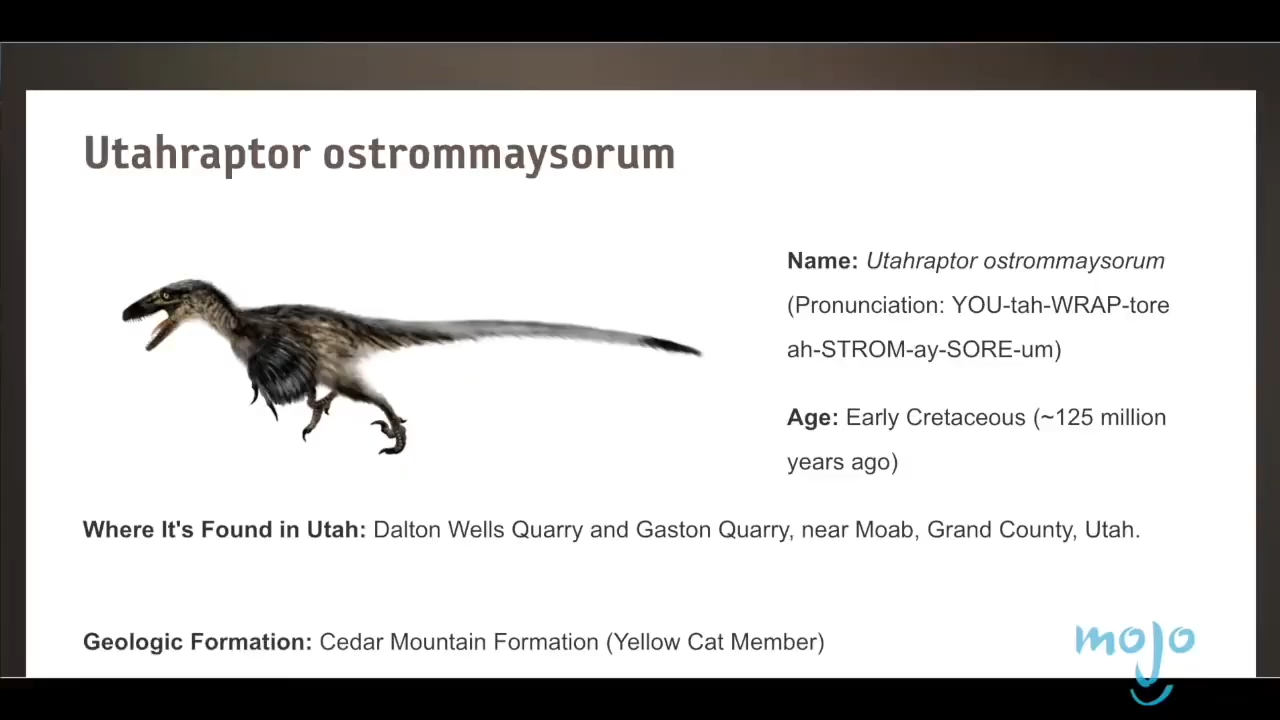 Utahraptor ostrommaysorum
Name: Utahraptor ostrommaysorum
(Pronunciation: YOU-tah-WRAP-tore
ah-STROM-ay-SORE-um)
Age: Early Cretaceous (~125 million
years ago)
Where It's Found in Utah: Dalton Wells Quarry and Gaston Quarry, near Moab, Grand County, Utah.
Geologic Formation: Cedar Mountain Formation (Yellow Cat Member)
mojo